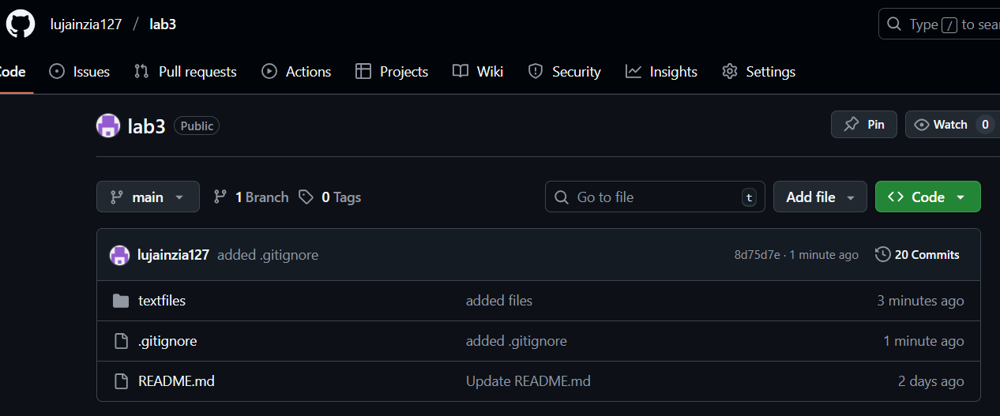 lujainzia127 / lab3
Type / to sea
Code Issues Pull requests Actions Projects Wiki Security Insights Settings
lab3 Public
Pin Watch 0
main 1 Branch 0 Tags Go to file t Add file Code
lujainzia127 added .gitignore 8d75d7e · 1 minute ago 20 Commits
textfiles added files 3 minutes ago
.gitignore added .gitignore 1 minute ago
README.md Update README.md 2 days ago